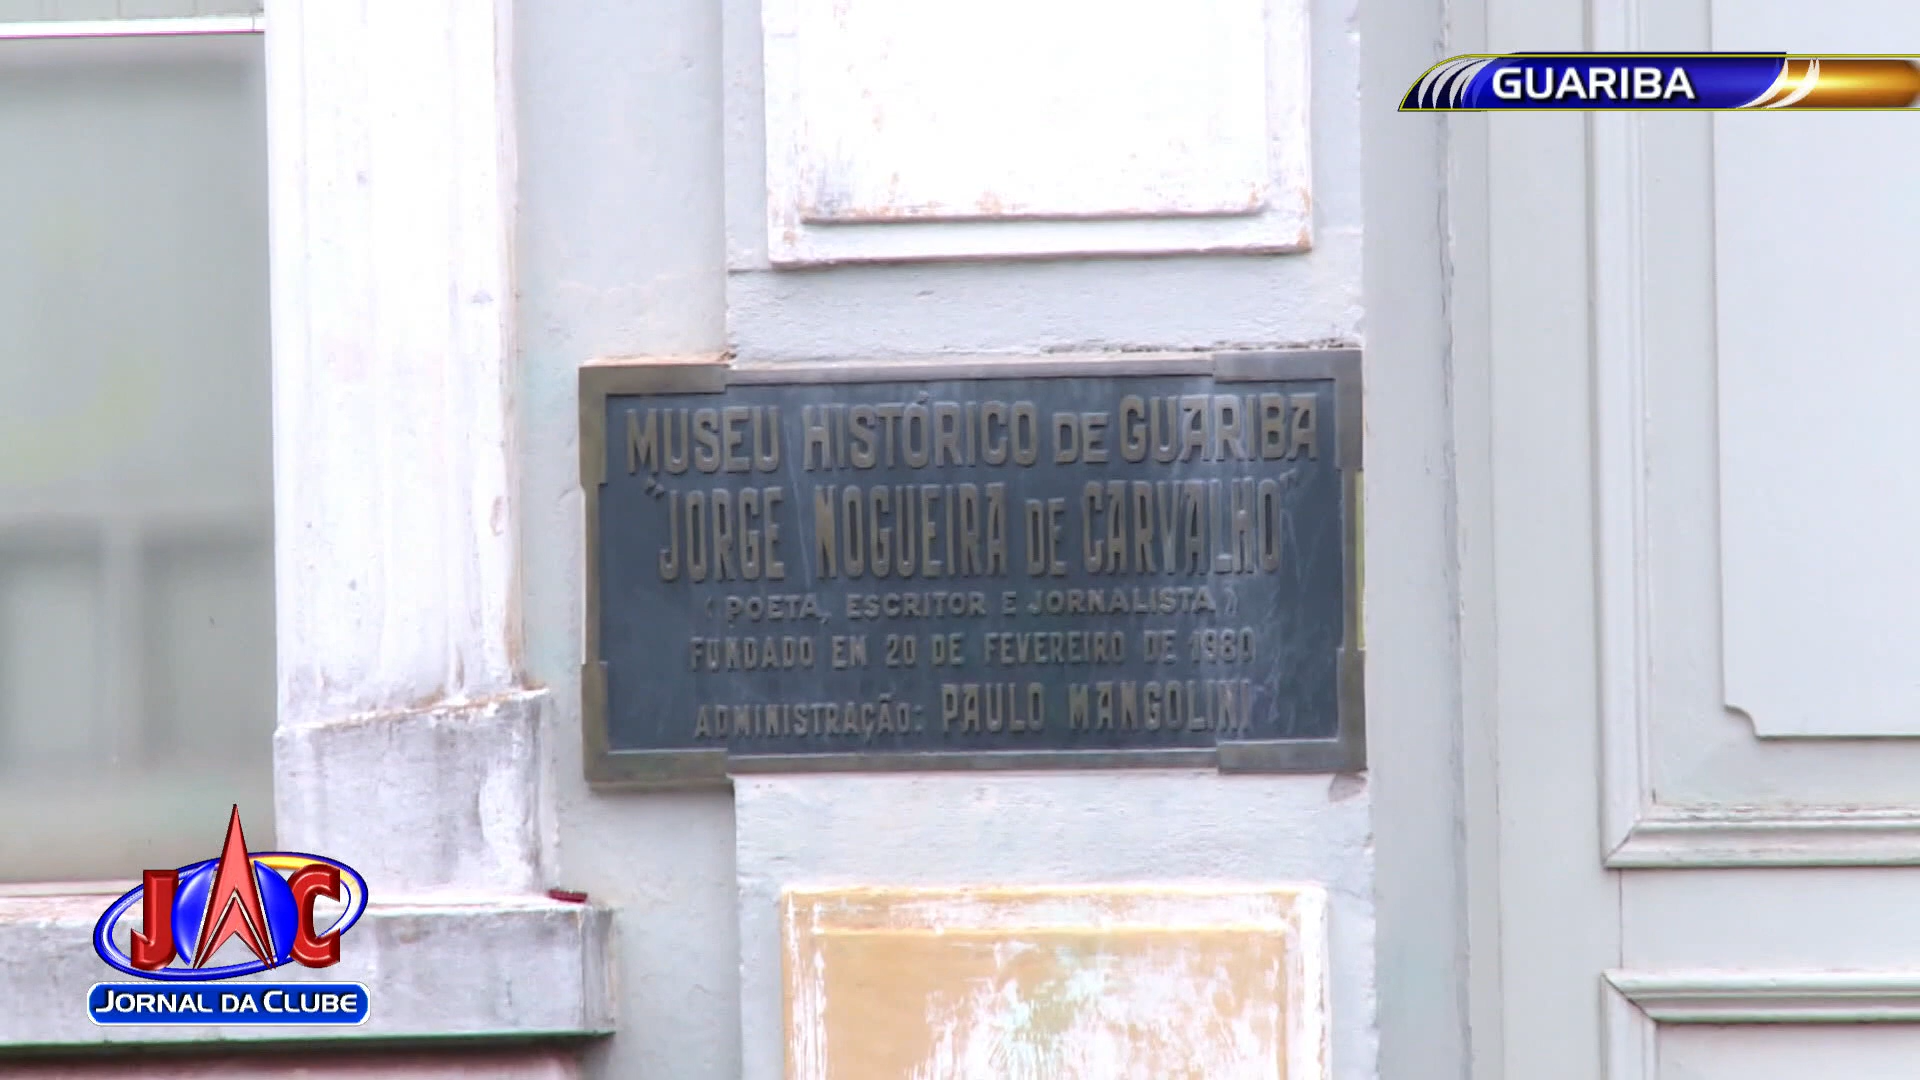 GUARIBA
MUSEU HISTÓRICO DE GUARIBA
"JORGE NOGUEIRA DE CARVALHO"
(POETA, ESCRITOR E JORNALISTA)
FUNDADO EM 20 DE FEVEREIRO DE 1980
ADMINISTRAÇÃO: PAULO MANGOLINI
JC
JORNAL DA CLUBE